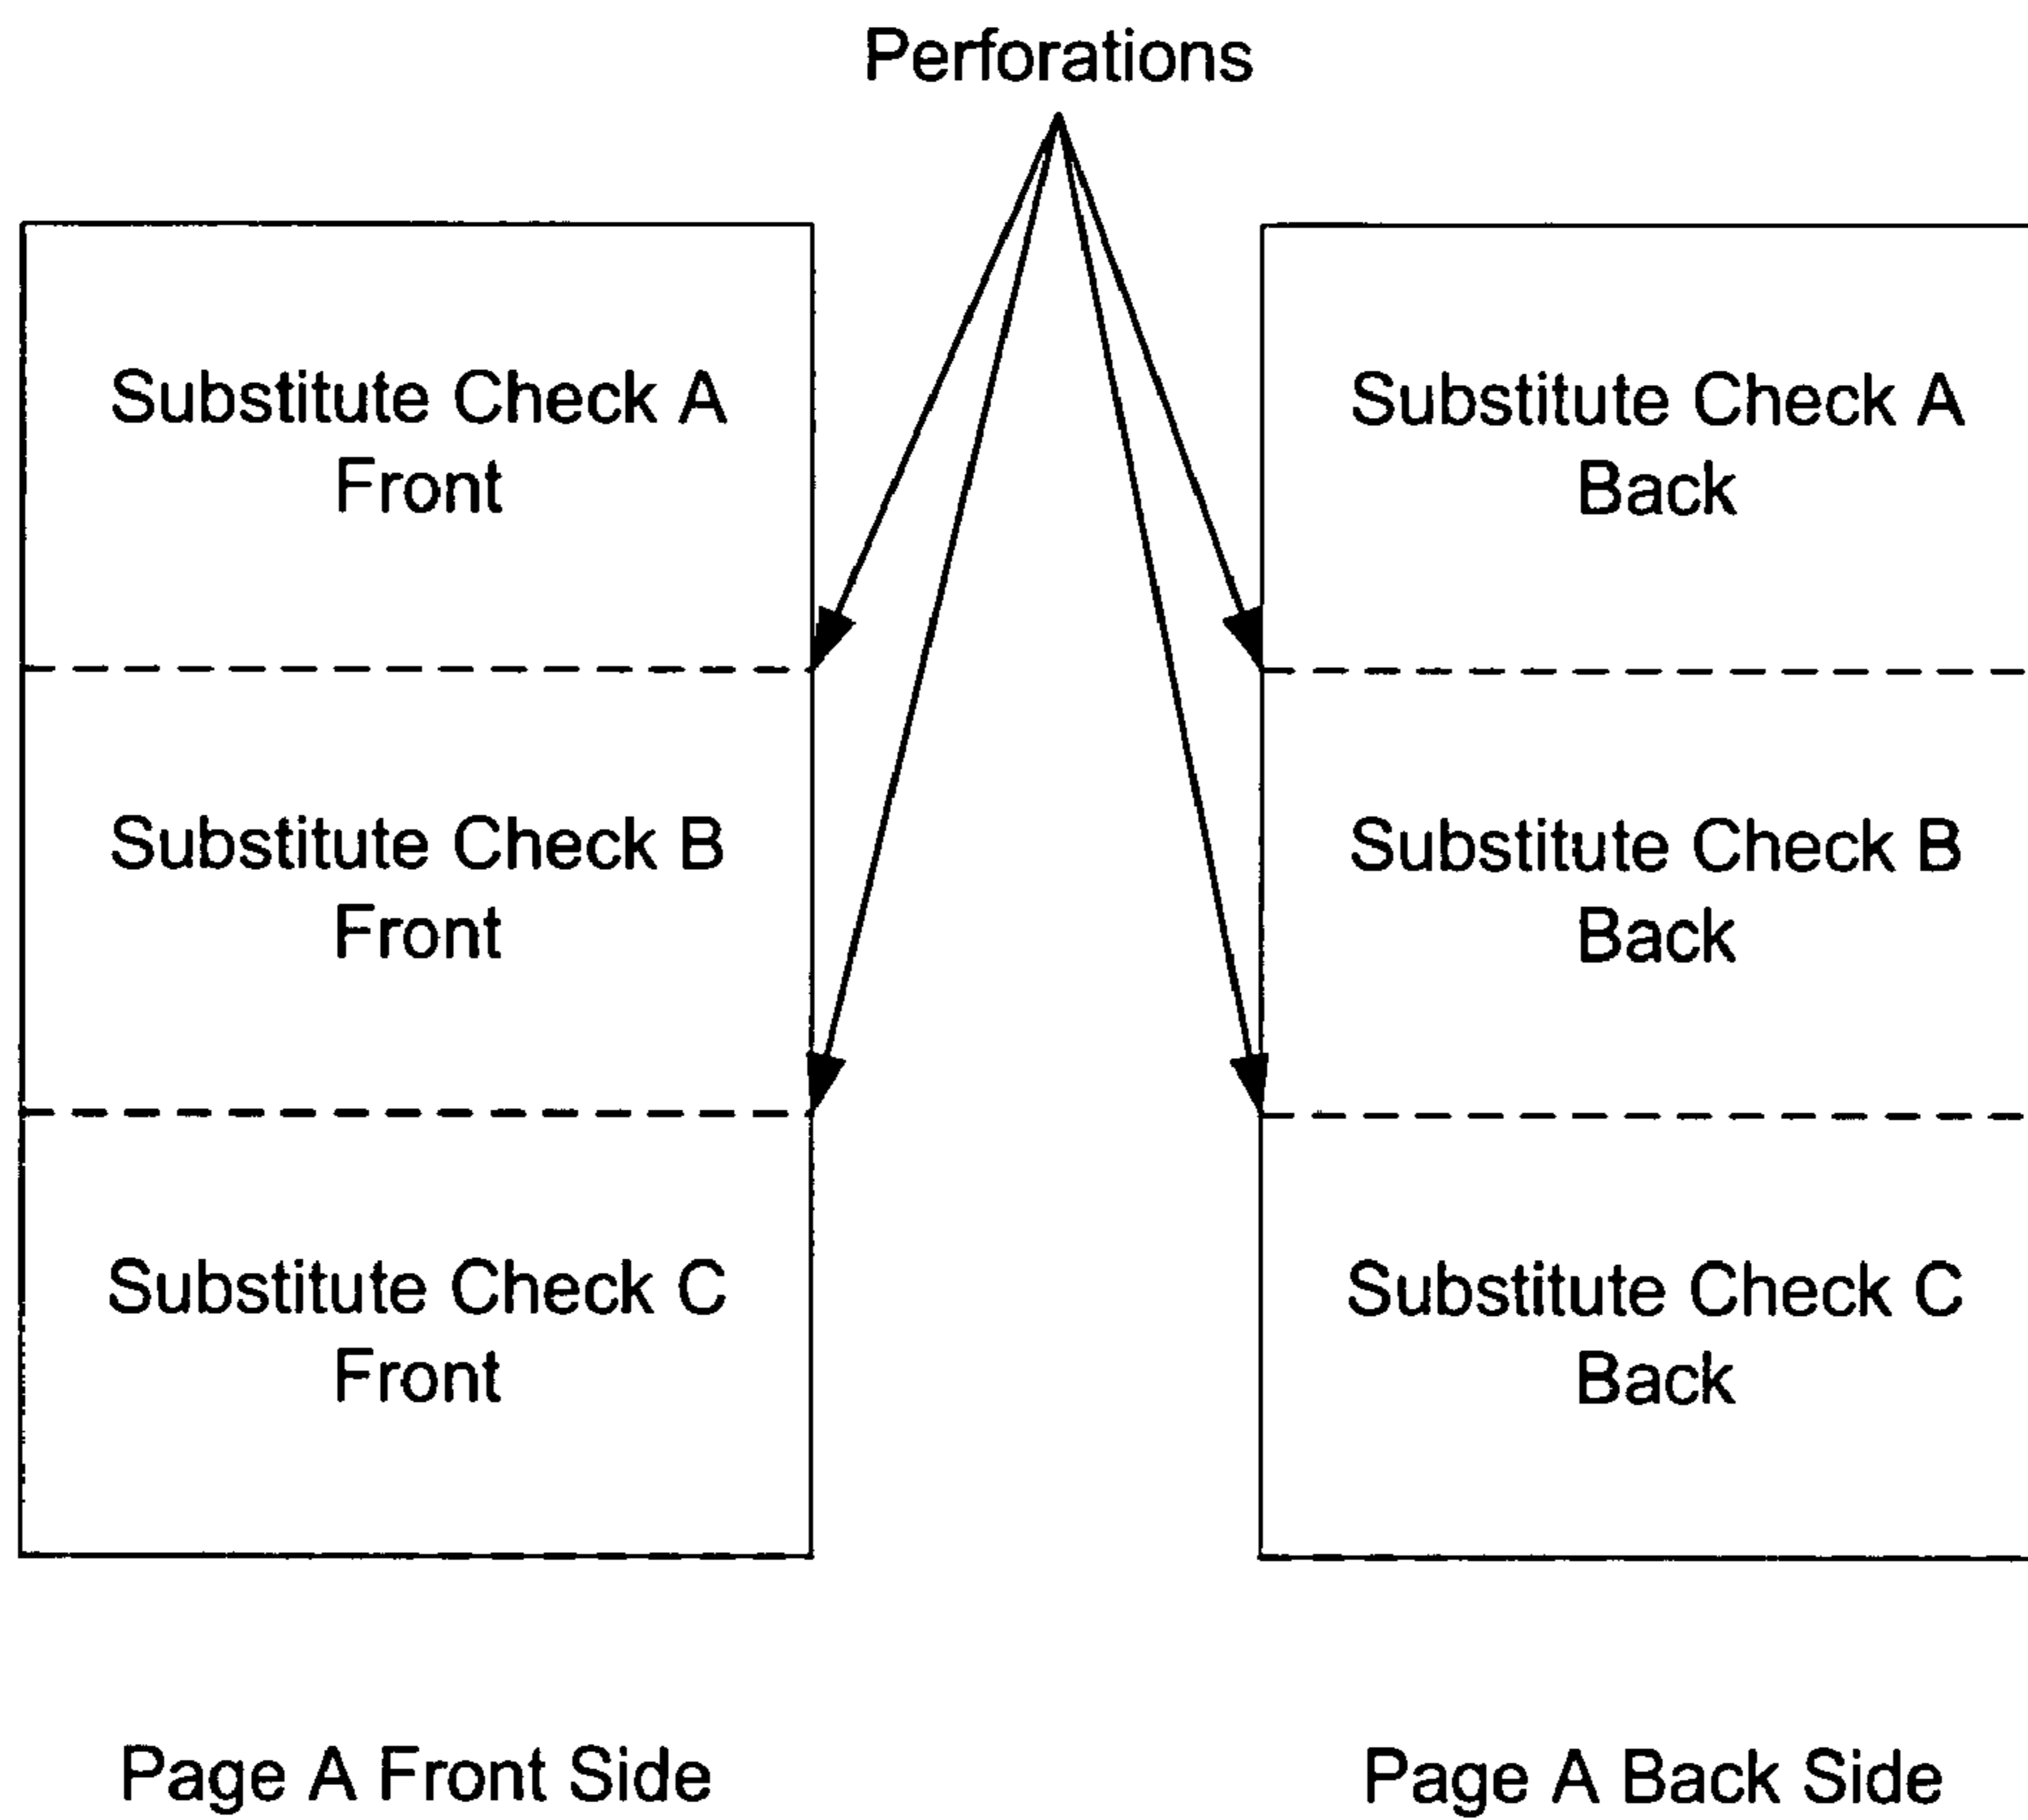 Perforations
Substitute Check A
Front
Substitute Check B
Front
Substitute Check C
Front
Page A Front Side
Substitute Check A
Back
Substitute Check B
Back
Substitute Check C
Back
Page A Back Side